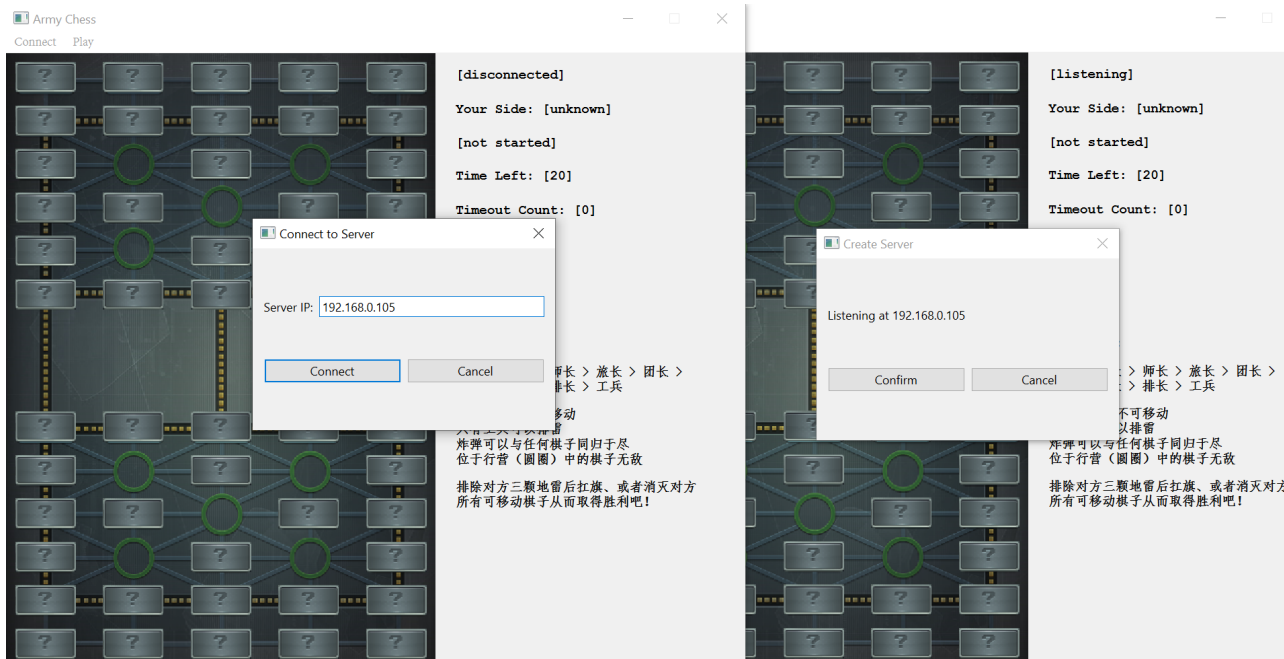 Army Chess
Connect Play
[disconnected]
Your Side: [unknown]
[not started]
Time Left: [20]
Timeout Count: [0]
Connect to Server
Server IP: 192.168.0.105
Connect Cancel
师长 > 旅长 > 团长 >
排长 > 工兵
移动
只有工兵可以排雷
炸弹可以与任何棋子同归于尽
位于行营（圆圈）中的棋子无敌
排除对方三颗地雷后扛旗、或者消灭对方
所有可移动棋子从而取得胜利吧！
? ? ? ? ?
? ? ? ? ?
? ? ?
? ? ? ?
? ?
? ? ?
? ? ? ? ?
? ? ?
? ? ? ?
? ? ?
? ? ? ? ?
? ? ? ? ?
[listening]
Your Side: [unknown]
[not started]
Time Left: [20]
Timeout Count: [0]
Create Server
Listening at 192.168.0.105
Confirm Cancel
> 师长 > 旅长 > 团长 >
> 排长 > 工兵
不可移动
以排雷
炸弹可以与任何棋子同归于尽
位于行营（圆圈）中的棋子无敌
排除对方三颗地雷后扛旗、或者消灭对方
所有可移动棋子从而取得胜利吧！
? ? ?
? ? ?
? ?
? ?
? ?
? ? ?
? ?
? ?
? ?
? ? ?
? ? ?